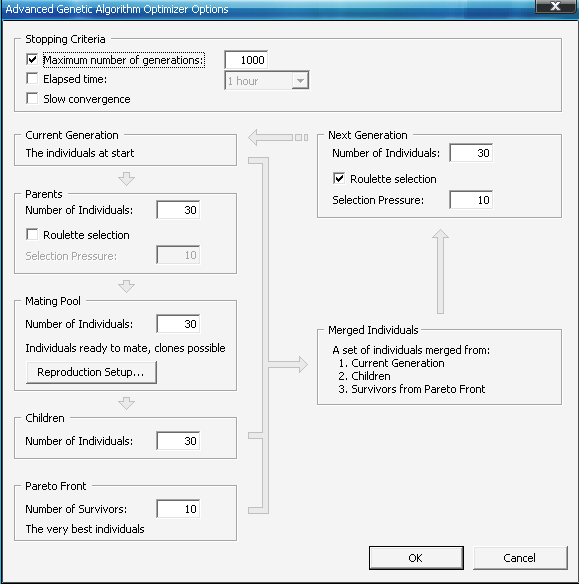 Advanced Genetic Algorithm Optimizer Options
X
Stopping Criteria
Maximum number of generations: 1000
Elapsed time: 1 hour
Slow convergence
Current Generation
The individuals at start
Parents
Number of Individuals: 30
Roulette selection
Selection Pressure: 10
Mating Pool
Number of Individuals: 30
Individuals ready to mate, clones possible
Reproduction Setup...
Children
Number of Individuals: 30
Pareto Front
Number of Survivors: 10
The very best individuals
Next Generation
Number of Individuals: 30
Roulette selection
Selection Pressure: 10
Merged Individuals
A set of individuals merged from:
1. Current Generation
2. Children
3. Survivors from Pareto Front
OK
Cancel